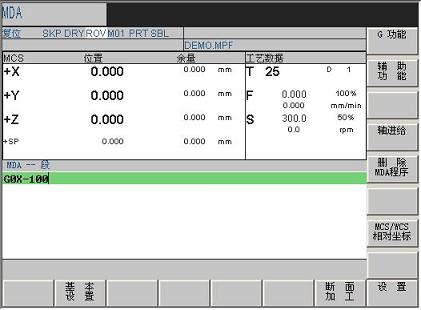 MDA
复位 SKP DRY ROV M01 PRT SBL
DEMO.MPF
MCS 位置 余量 工艺数据
+X 0.000 0.000 mm T 25 D 1
+Y 0.000 0.000 mm F 0.000 100%
0.000 mm/min
+Z 0.000 0.000 mm S 300.0 50%
0.0 rpm
+SP 0.000 0.000 mm
MDA -- 段
G0X-100
G 功能
辅 助
功 能
轴进给
删 除
MDA程序
MCS/WCS
相对坐标
基 本
设 置
断 面
加 工
设 置